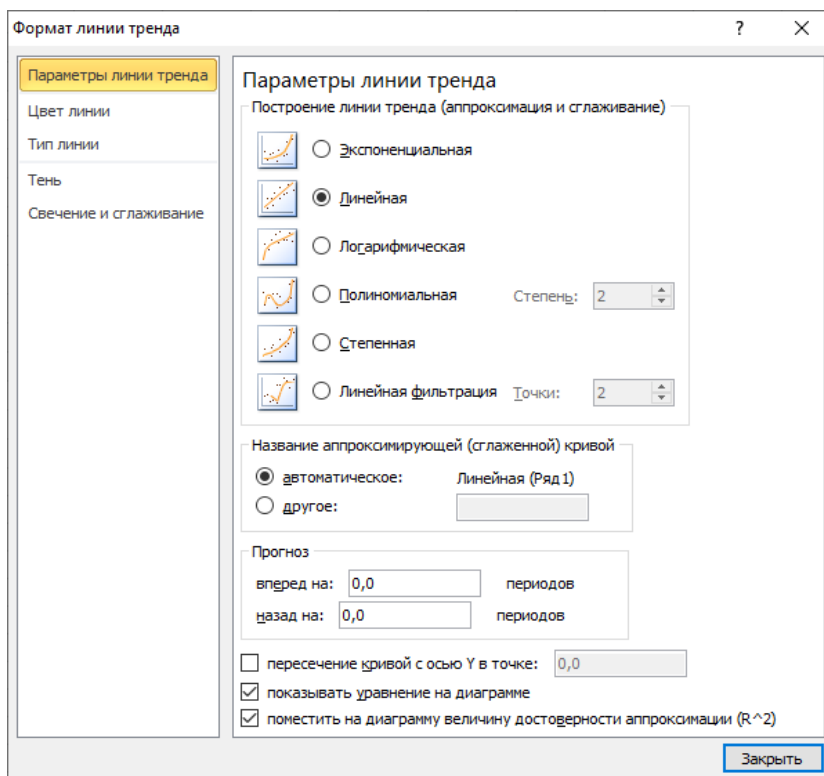 Формат линии тренда
?
Параметры линии тренда
Цвет линии
Тип линии
Тень
Свечение и сглаживание
Параметры линии тренда
Построение линии тренда (аппроксимация и сглаживание)
Экспоненциальная
Линейная
Логарифмическая
Полиномиальная Степень: 2
Степенная
Линейная фильтрация Точки: 2
Название аппроксимирующей (сглаженной) кривой
автоматическое: Линейная (Ряд1)
другое:
Прогноз
вперед на: 0,0 периодов
назад на: 0,0 периодов
пересечение кривой с осью Y в точке: 0,0
показывать уравнение на диаграмме
поместить на диаграмму величину достоверности аппроксимации (R^2)
Закрыть